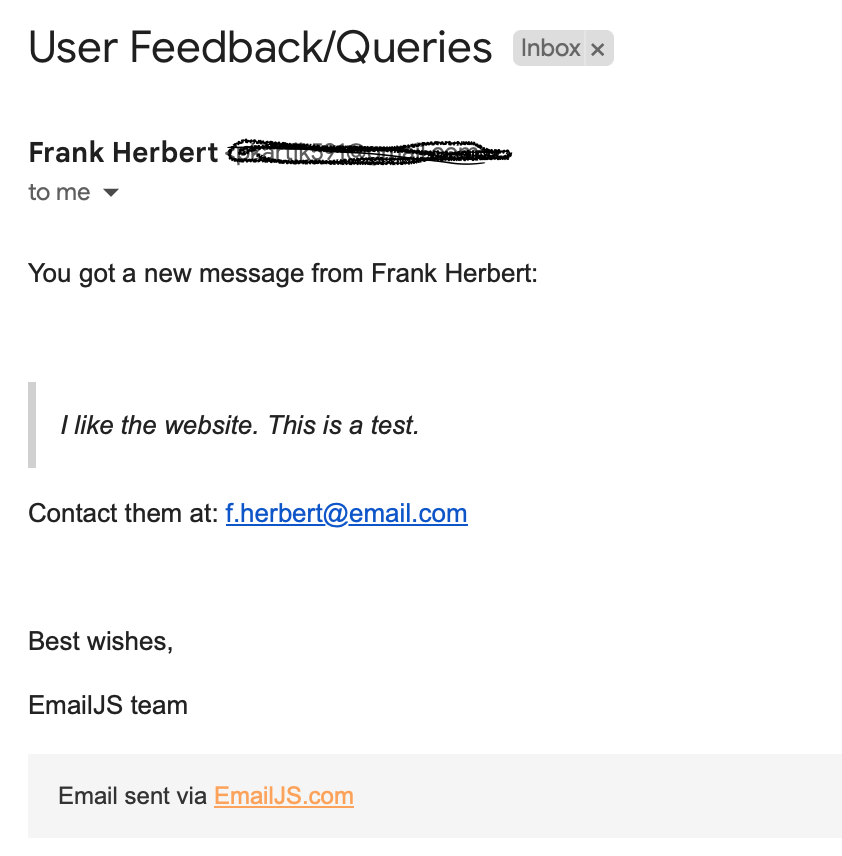 User Feedback/Queries Inbox ×
Frank Herbert
to me
You got a new message from Frank Herbert:
I like the website. This is a test.
Contact them at: f.herbert@email.com
Best wishes,
EmailJS team
Email sent via EmailJS.com